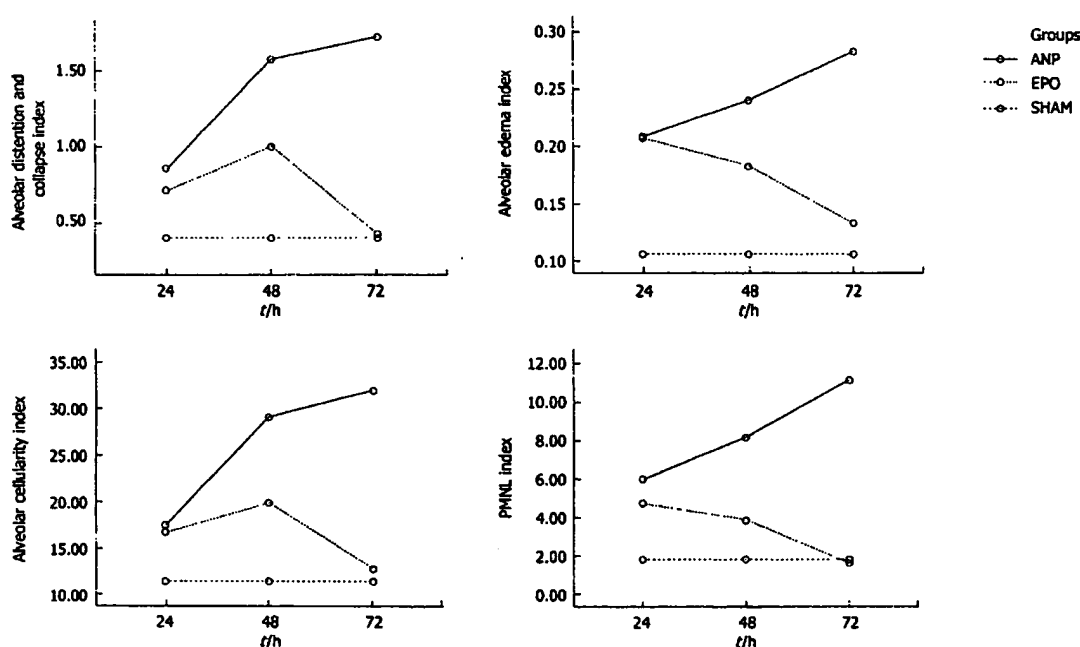 Alveolar distention and
collapse index
1.50
1.00
0.50
24
48
72
t/h
Alveolar edema index
0.30
0.25
0.20
0.15
0.10
24
48
72
t/h
Groups
ANP
EPO
SHAM
Alveolar cellularity index
35.00
30.00
25.00
20.00
15.00
10.00
24
48
72
t/h
PMNL index
12.00
10.00
8.00
6.00
4.00
2.00
0.00
24
48
72
t/h